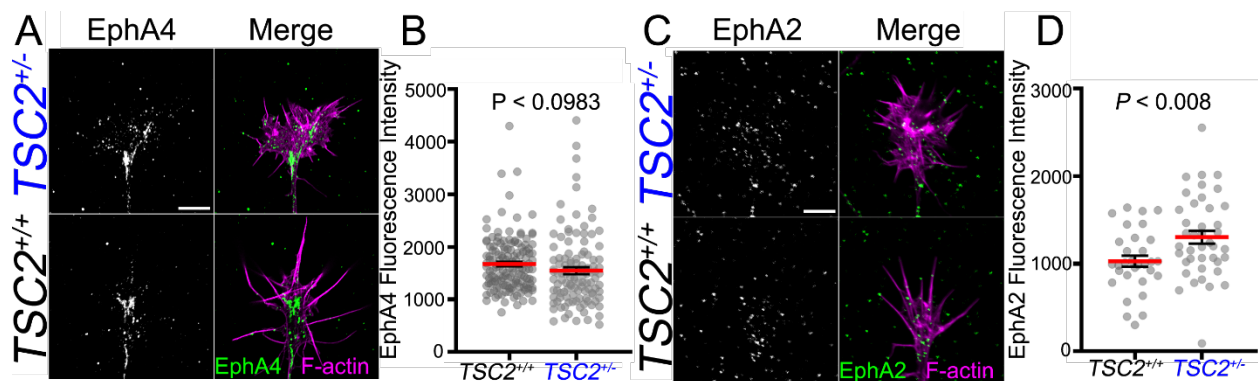 A
EphA4
Merge
TSC2+/-
TSC2+/+
EphA4
F-actin
B
EphA4 Fluorescence Intensity
P < 0.0983
5000
4000
3000
2000
1000
0
TSC2+/+
TSC2+/-
C
EphA2
Merge
TSC2+/-
TSC2+/+
EphA2
F-actin
D
EphA2 Fluorescence Intensity
P < 0.008
3000
2000
1000
0
TSC2+/+
TSC2+/-